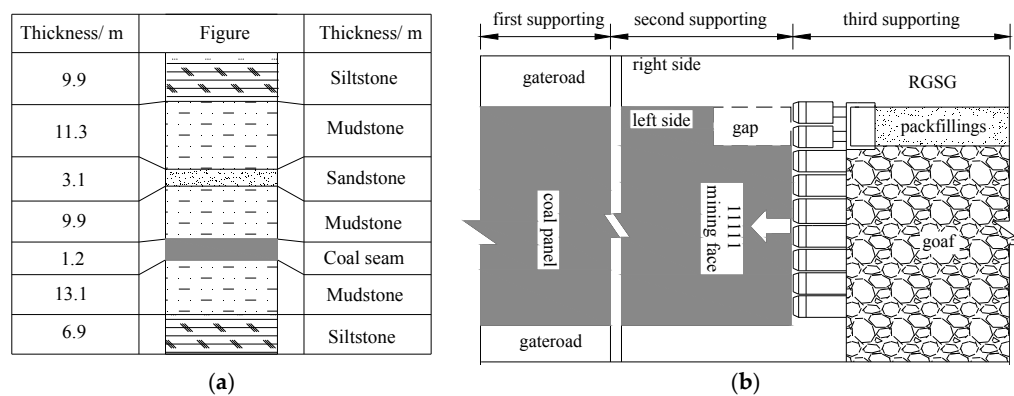 Thickness/ m Figure Thickness/ m
9.9 Siltstone
11.3 Mudstone
3.1 Sandstone
9.9 Mudstone
1.2 Coal seam
13.1 Mudstone
6.9 Siltstone
(a)
first supporting second supporting third supporting
right side
gateroad RGSG
left side gap packfillings
coal panel
11111
mining face
goaf
gateroad
(b)